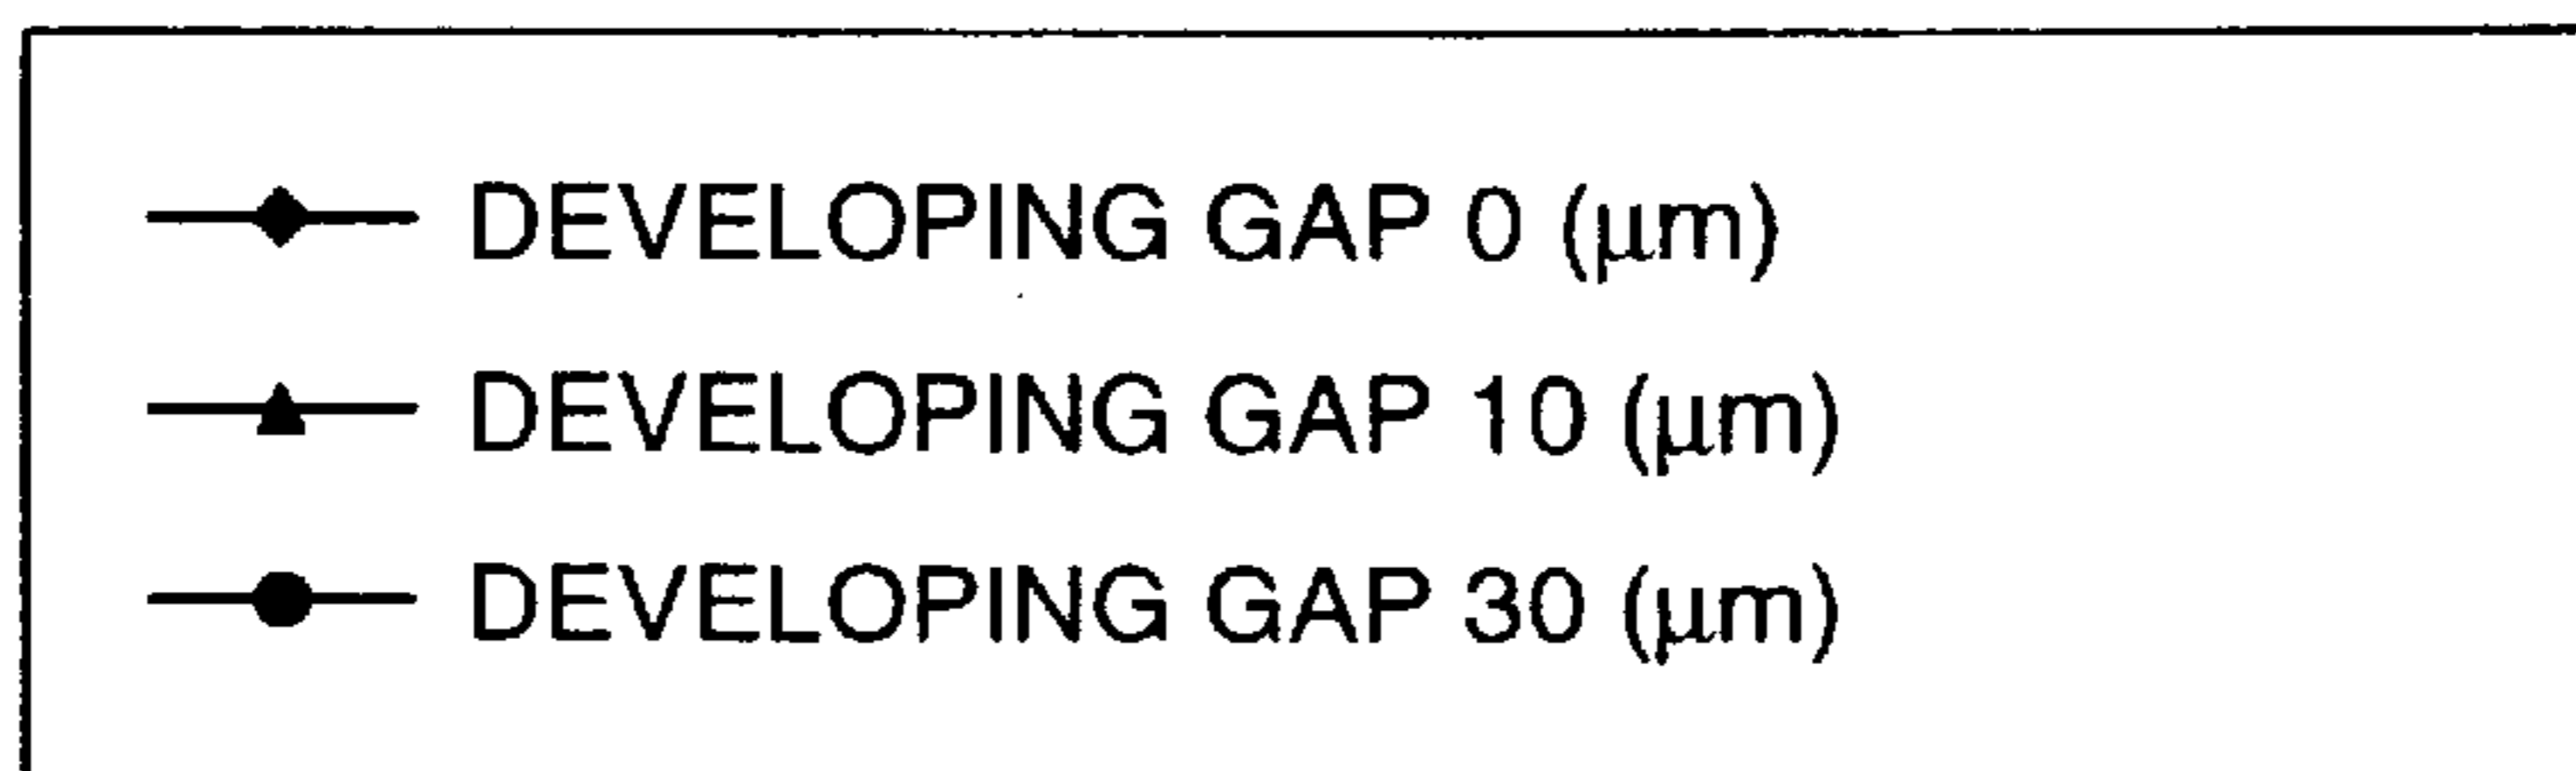 DEVELOPING GAP 0 (μm)
DEVELOPING GAP 10 (μm)
DEVELOPING GAP 30 (μm)